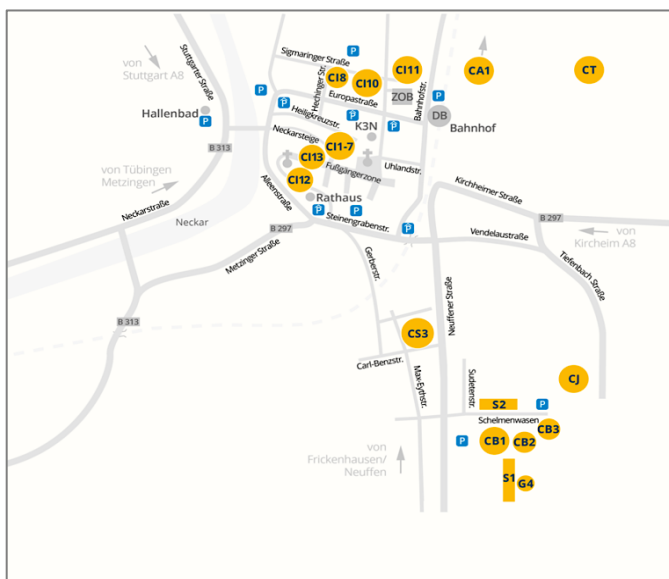 von
Stuttgart A8
Stuttgarter Straße
Sigmaringer Straße
P
CI8
CI10
CI11
CA1
CT
Hechinger Str.
Europastraße
ZOB
Bahnhofstr.
P
DB
Bahnhof
P
P
Hallenbad
P
Heiligkreuzstr.
P
K3N
P
B 313
Neckarsteige
CI1-7
CI13
Fußgängerzone
Uhlandstr.
CI12
von Tübingen
Metzingen
Alleenstraße
Rathaus
Kirchheimer Straße
Neckarstraße
Neckar
P
P
Steinengrabenstr.
P
B 297
B 297
Vendelaustraße
von
Kircheim A8
Metzinger Straße
Gerberstr.
Neuffener Straße
Tiefenbach Straße
B 313
CS3
Carl-Benzstr.
Max-Eythstr.
Sudetenstr.
CJ
S2
P
Schelmenwasen
CB3
P
CB1
CB2
von
Frickenhausen/
Neuffen
S1
G4